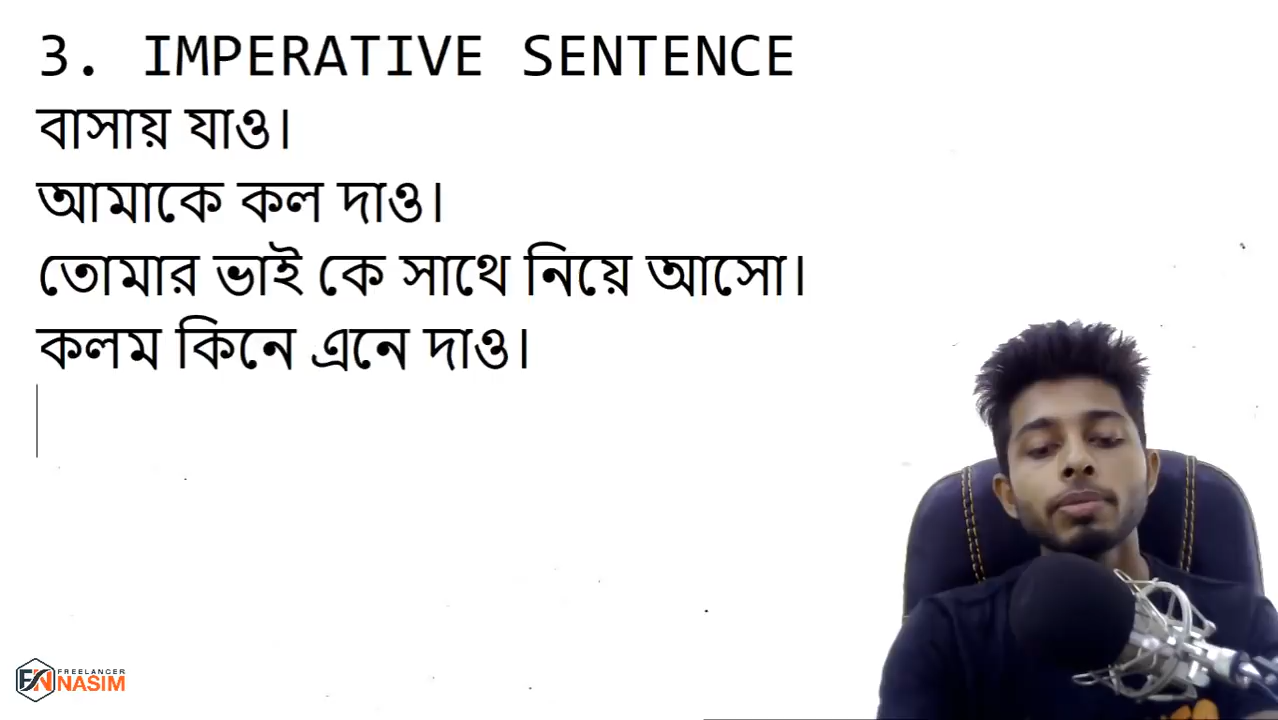 3. IMPERATIVE SENTENCE
বাসায় যাও।
আমাকে কল দাও।
তোমার ভাই কে সাথে নিয়ে আসো।
কলম কিনে এনে দাও।
FREELANCER
NASIM